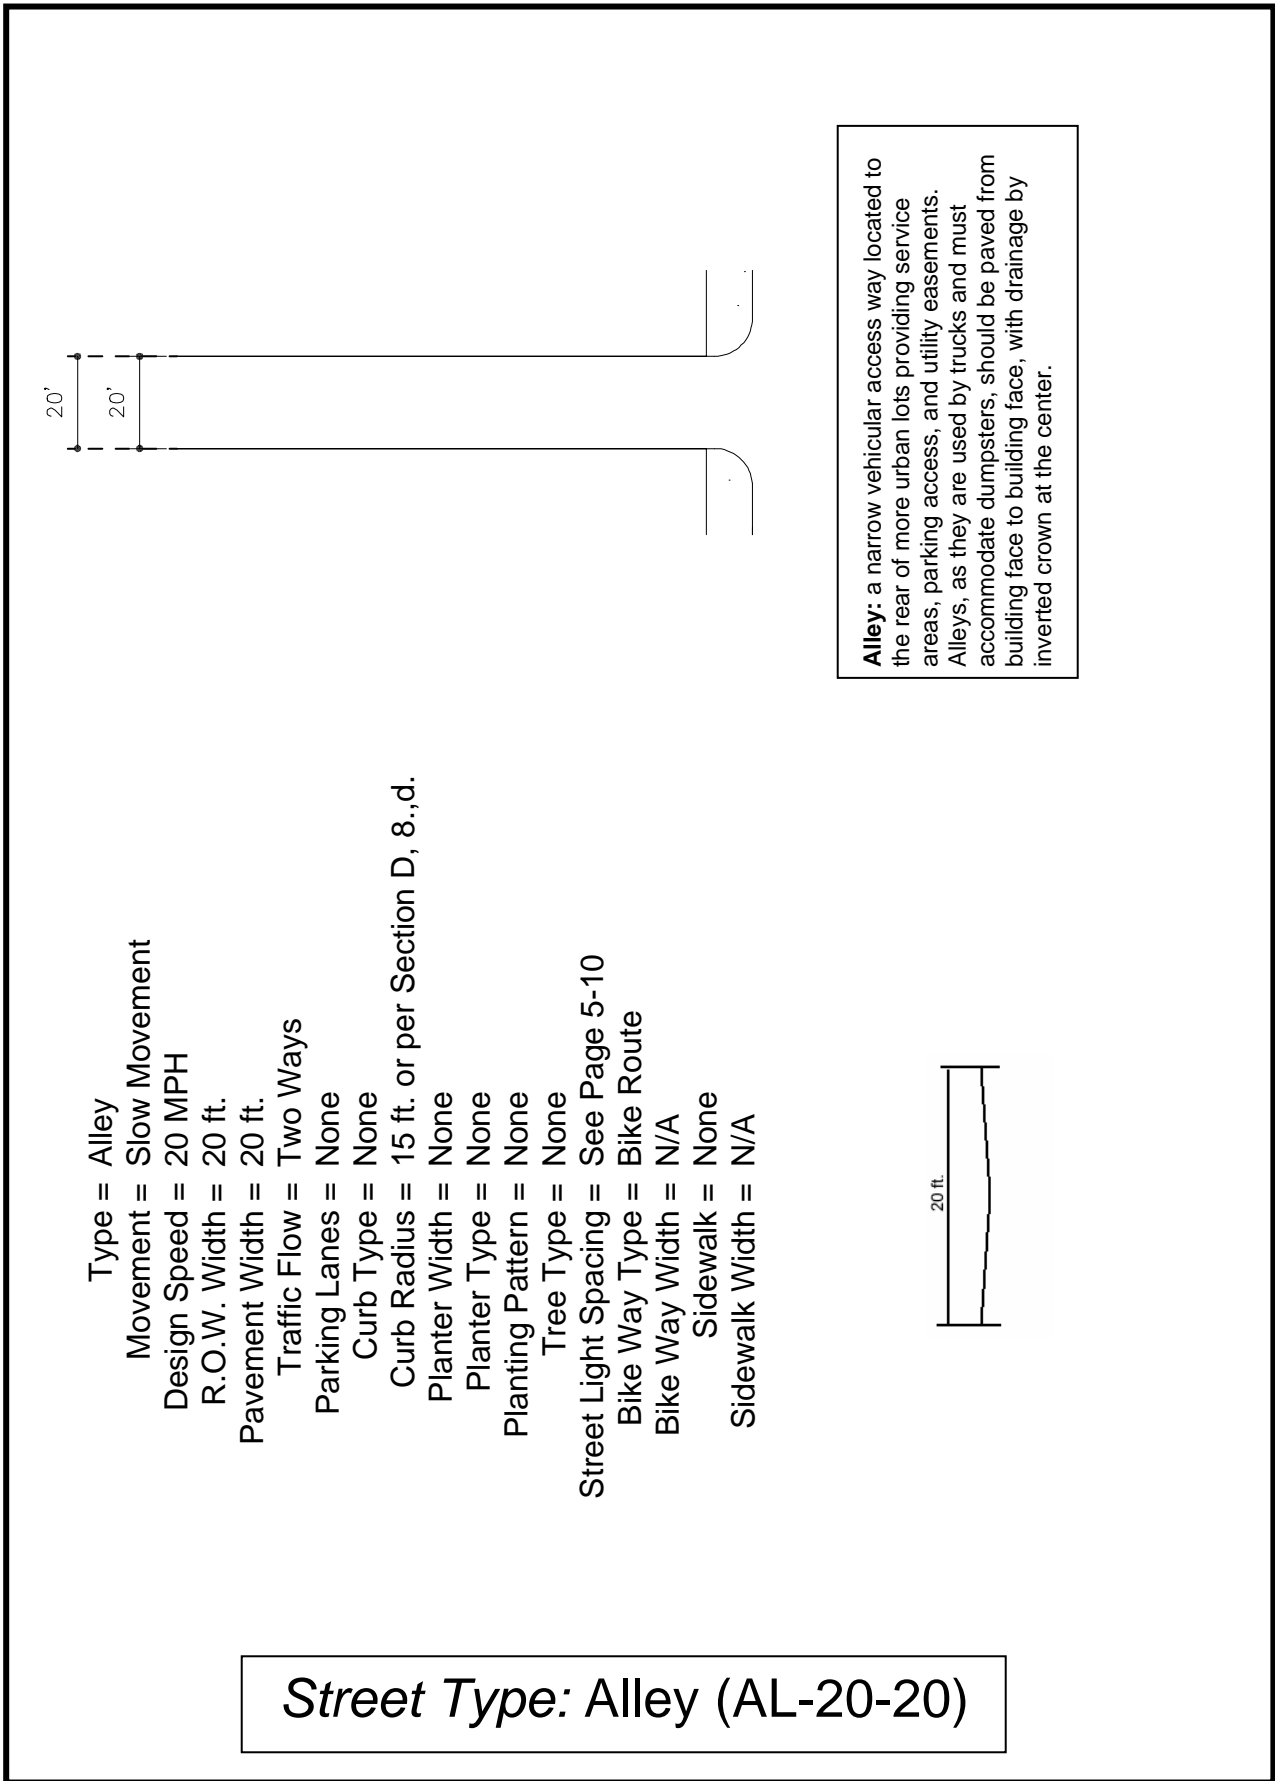 Street Type: Alley (AL-20-20)
Type = Alley
Movement = Slow Movement
Design Speed = 20 MPH
R.O.W. Width = 20 ft.
Pavement Width = 20 ft.
Traffic Flow = Two Ways
Parking Lanes = None
Curb Type = None
Curb Radius = 15 ft. or per Section D, 8.,d.
Planter Width = None
Planter Type = None
Planting Pattern = None
Tree Type = None
Street Light Spacing = See Page 5-10
Bike Way Type = Bike Route
Bike Way Width = N/A
Sidewalk = None
Sidewalk Width = N/A
20 ft.
20'
20'
Alley: a narrow vehicular access way located to
the rear of more urban lots providing service
areas, parking access, and utility easements.
Alleys, as they are used by trucks and must
accommodate dumpsters, should be paved from
building face to building face, with drainage by
inverted crown at the center.